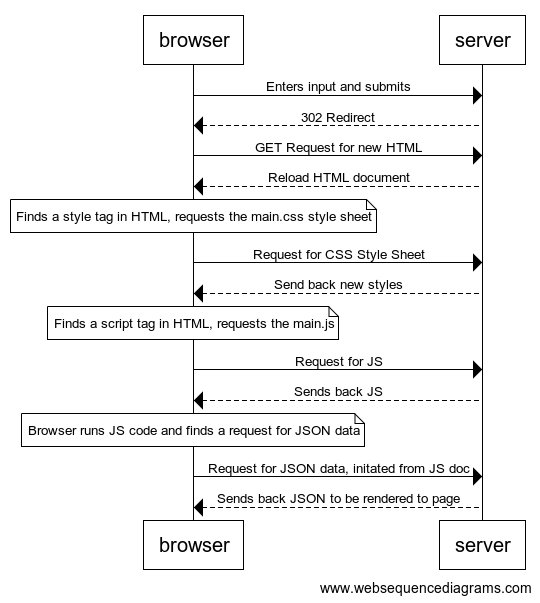 browser server
Enters input and submits
302 Redirect
GET Request for new HTML
Reload HTML document
Finds a style tag in HTML, requests the main.css style sheet
Request for CSS Style Sheet
Send back new styles
Finds a script tag in HTML, requests the main.js
Request for JS
Sends back JS
Browser runs JS code and finds a request for JSON data
Request for JSON data, initated from JS doc
Sends back JSON to be rendered to page
browser server
www.websequencediagrams.com